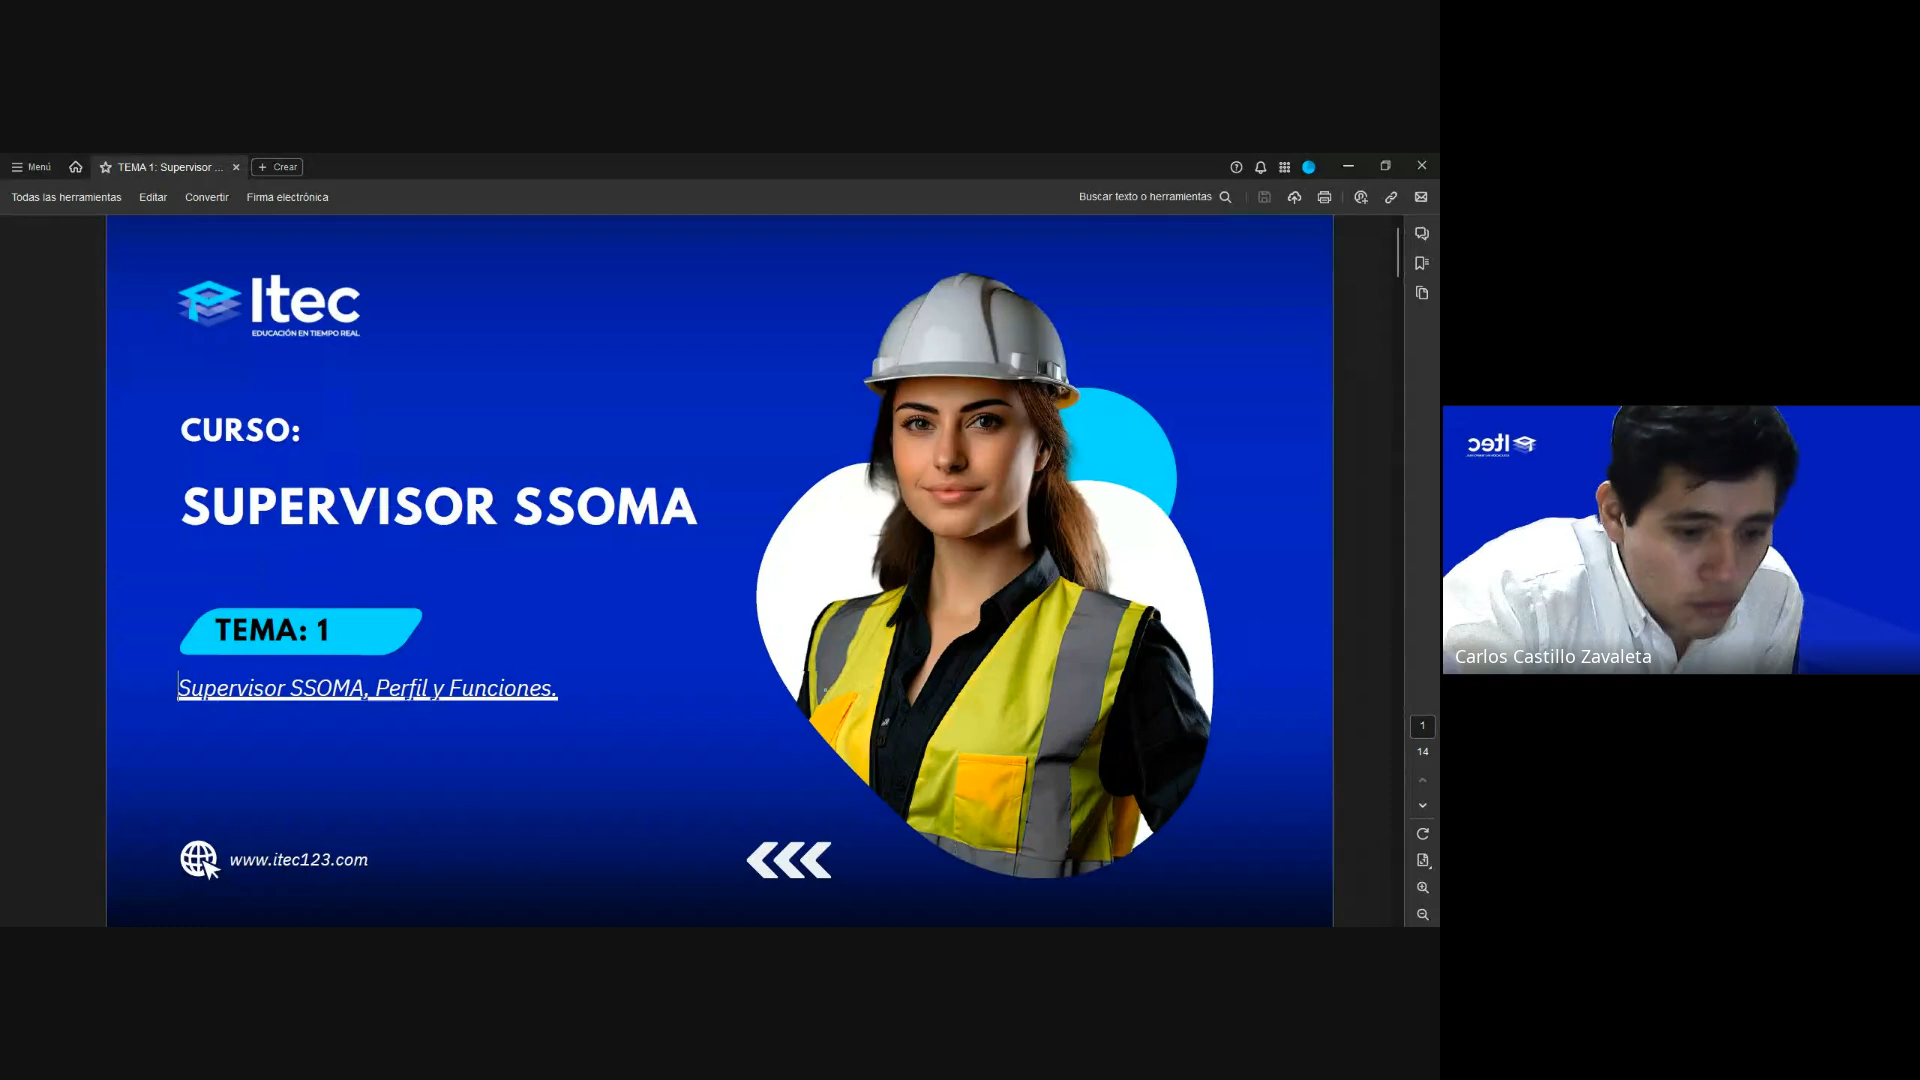 Menú
TEMA 1: Supervisor ...
Crear
Todas las herramientas
Editar
Convertir
Firma electrónica
Buscar texto o herramientas
Itec
EDUCACIÓN EN TIEMPO REAL
CURSO:
SUPERVISOR SSOMA
TEMA: 1
Supervisor SSOMA, Perfil y Funciones.
www.itec123.com
1
14
Itec
Carlos Castillo Zavaleta